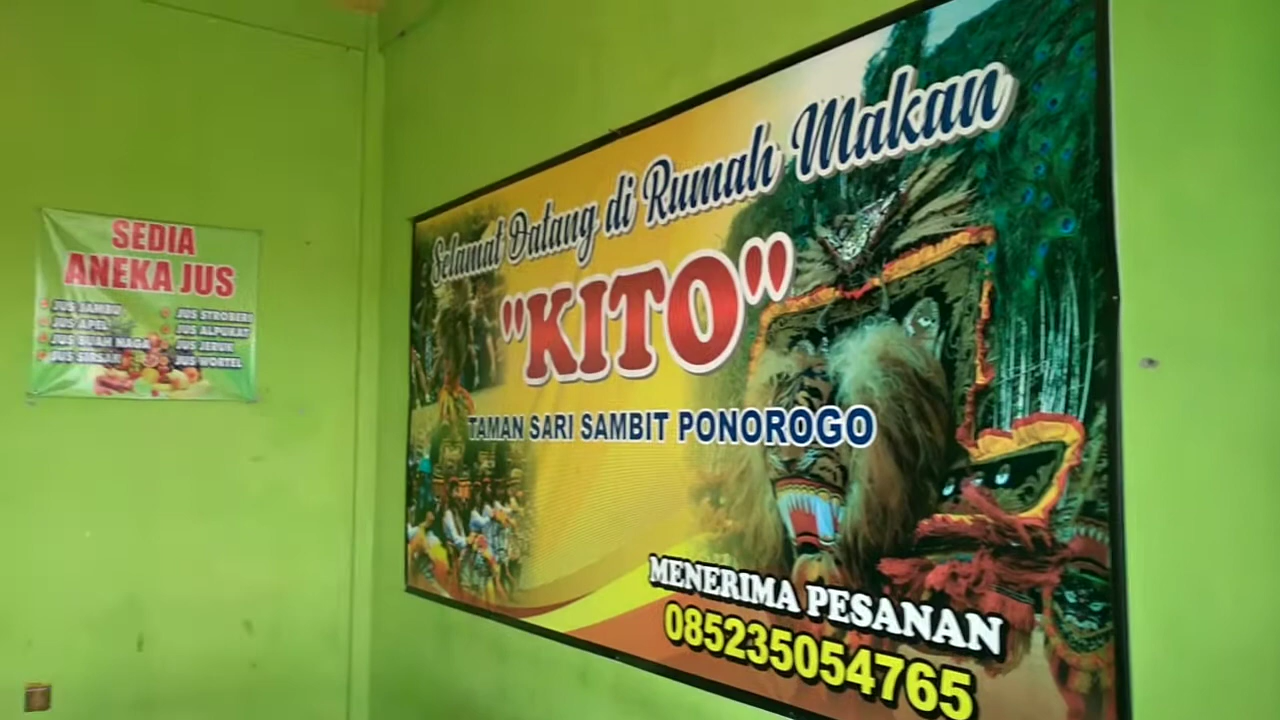 SEDIA
ANEKA JUS
JUS JAMBU
JUS APEL
JUS BUAH NAGA
JUS SIRSAK
JUS STROBERI
JUS ALPUKAT
JUS JERUK
JUS WORTEL
Selamat Datang di Rumah Makan
"KITO"
TAMAN SARI SAMBIT PONOROGO
MENERIMA PESANAN
085235054765